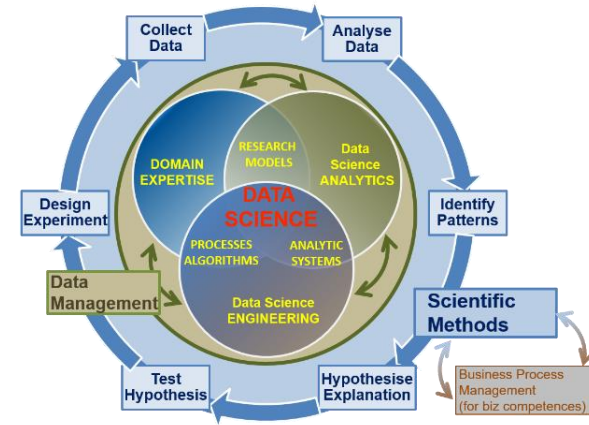 Collect
Data
Analyse
Data
RESEARCH
MODELS
DOMAIN
EXPERTISE
Data
Science
ANALYTICS
DATA
SCIENCE
Design
Experiment
Identify
Patterns
PROCESSES
ALGORITHMS
ANALYTIC
SYSTEMS
Data
Management
Data Science
ENGINEERING
Scientific
Methods
Test
Hypothesis
Hypothesise
Explanation
Business Process
Management
(for biz competences)